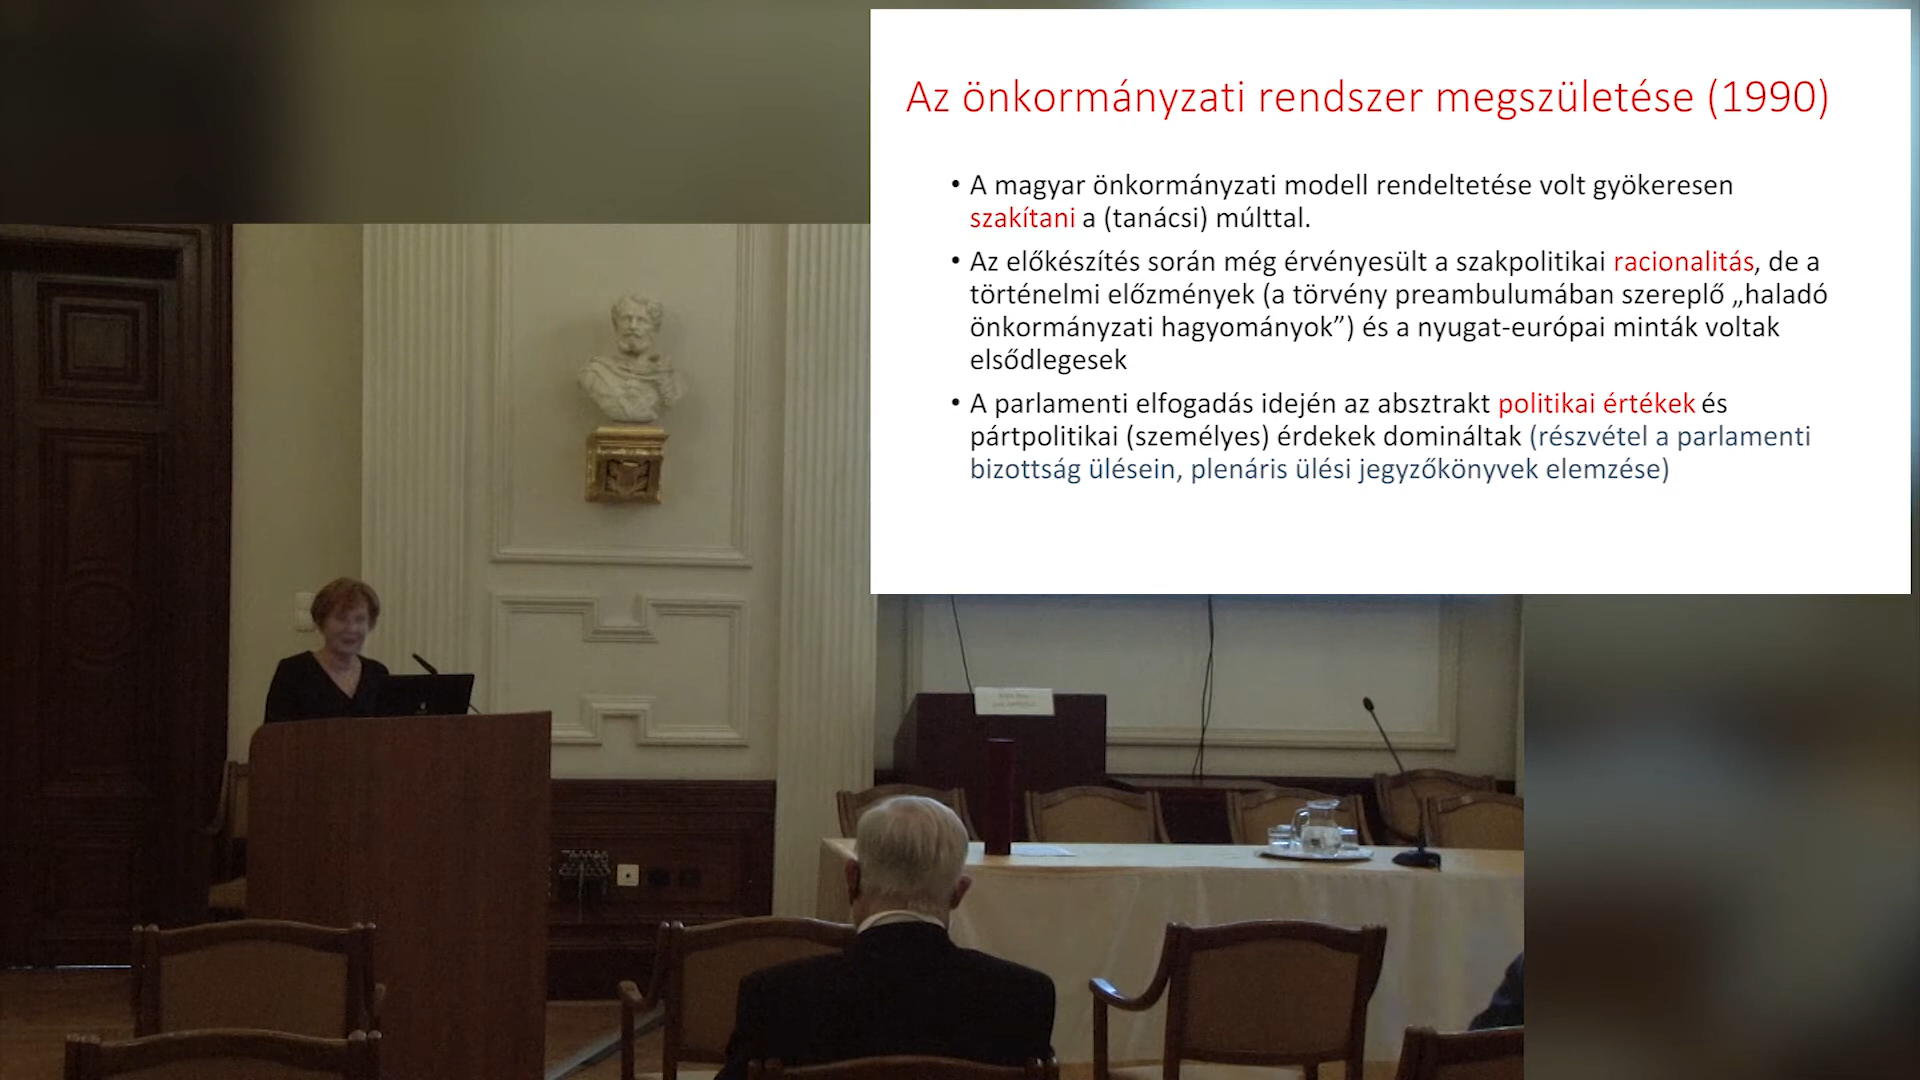 Az önkormányzati rendszer megszületése (1990)
• A magyar önkormányzati modell rendeltetése volt gyökeresen
szakítani a (tanácsi) múlttal.
• Az előkészítés során még érvényesült a szakpolitikai racionalitás, de a
történelmi előzmények (a törvény preambulumában szereplő „haladó
önkormányzati hagyományok”) és a nyugat-európai minták voltak
elsődlegesek
• A parlamenti elfogadás idején az absztrakt politikai értékek és
pártpolitikai (személyes) érdekek domináltak (részvétel a parlamenti
bizottság ülésein, plenáris ülési jegyzőkönyvek elemzése)